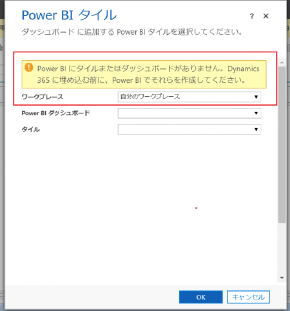 Power BI タイル
? ×
ダッシュボード に追加する Power BI タイルを選択してください。
Power BI にタイルまたはダッシュボードがありません。Dynamics
365 に埋め込む前に、Power BI でそれらを作成してください。
ワークプレース 自分のワークプレース
Power BI ダッシュボード
タイル
OK キャンセル